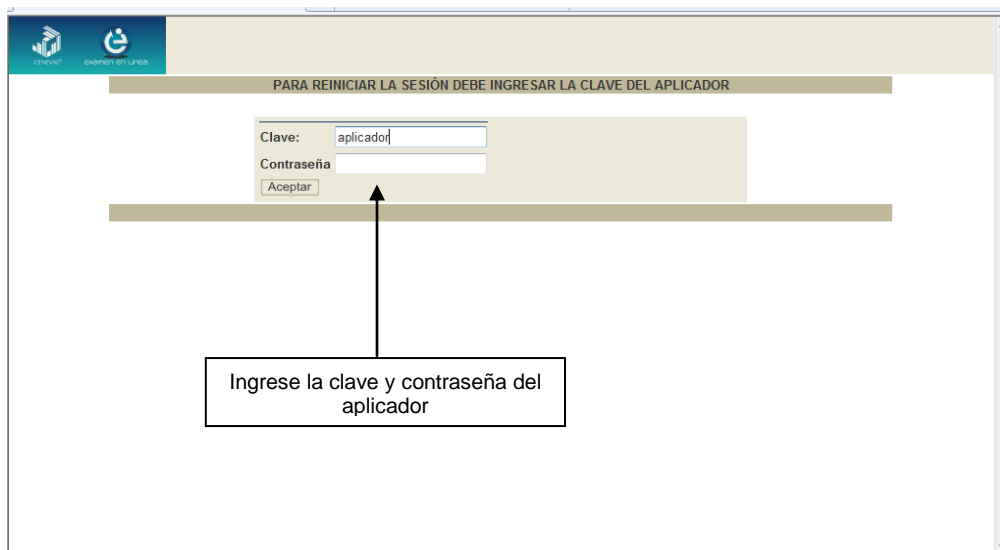 CENEVAL®
examen en línea
PARA REINICIAR LA SESIÓN DEBE INGRESAR LA CLAVE DEL APLICADOR
Clave: aplicador
Contraseña
Aceptar
Ingrese la clave y contraseña del
aplicador